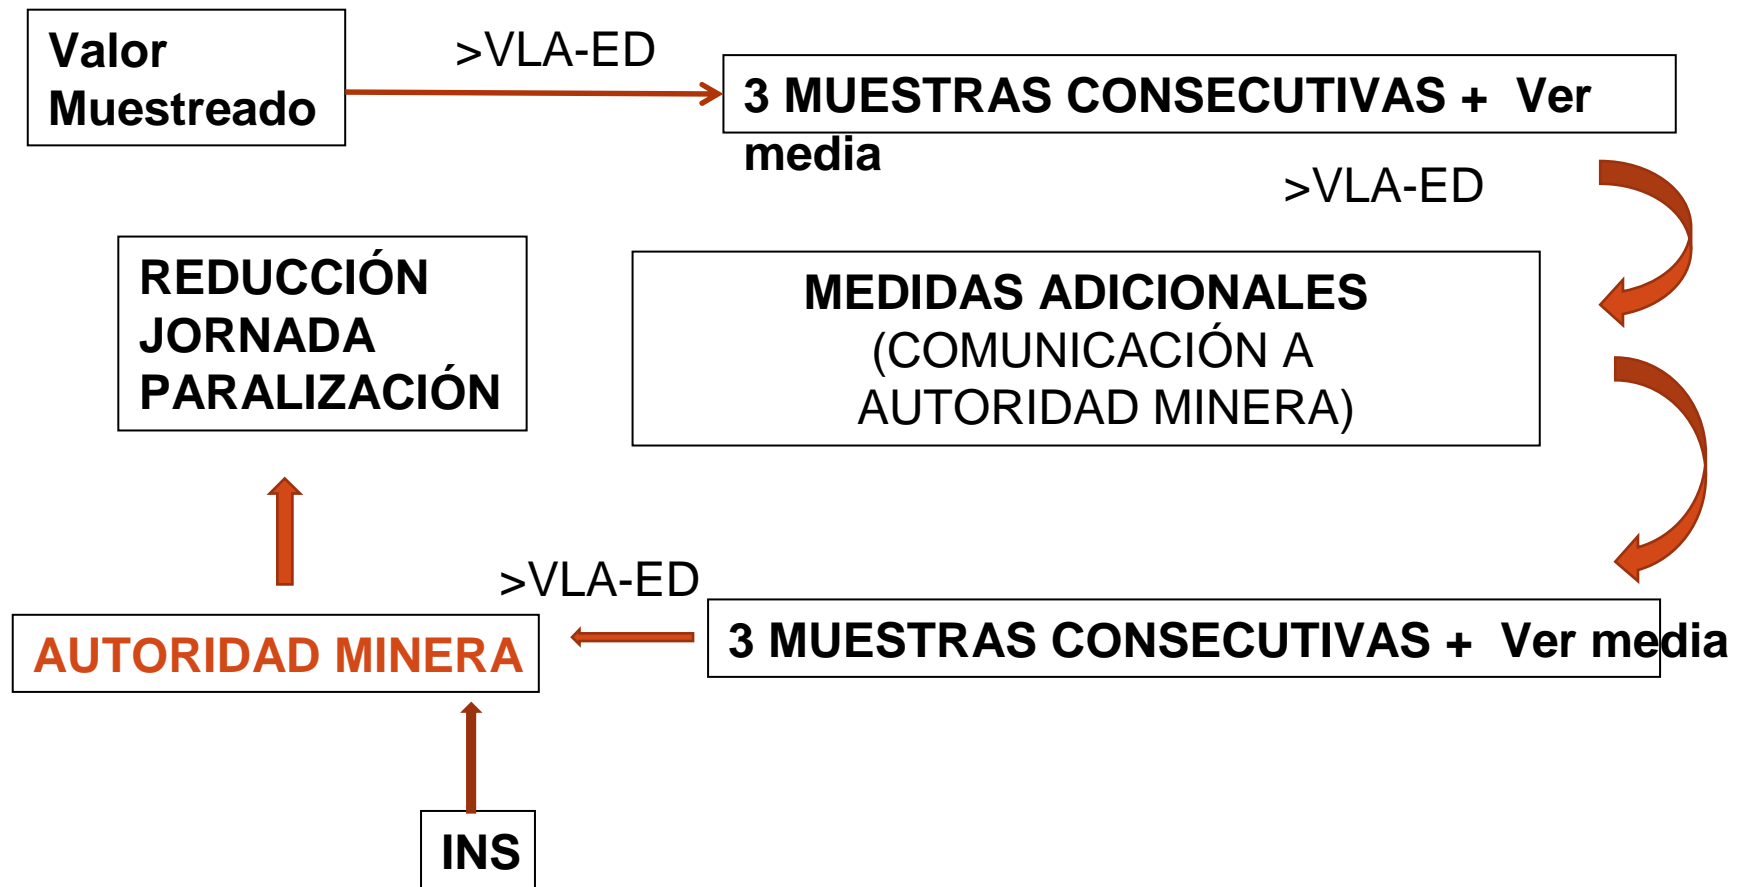 Valor
Muestreado
>VLA-ED
3 MUESTRAS CONSECUTIVAS + Ver
media
>VLA-ED
REDUCCIÓN
JORNADA
PARALIZACIÓN
MEDIDAS ADICIONALES
(COMUNICACIÓN A
AUTORIDAD MINERA)
>VLA-ED
3 MUESTRAS CONSECUTIVAS + Ver media
AUTORIDAD MINERA
INS